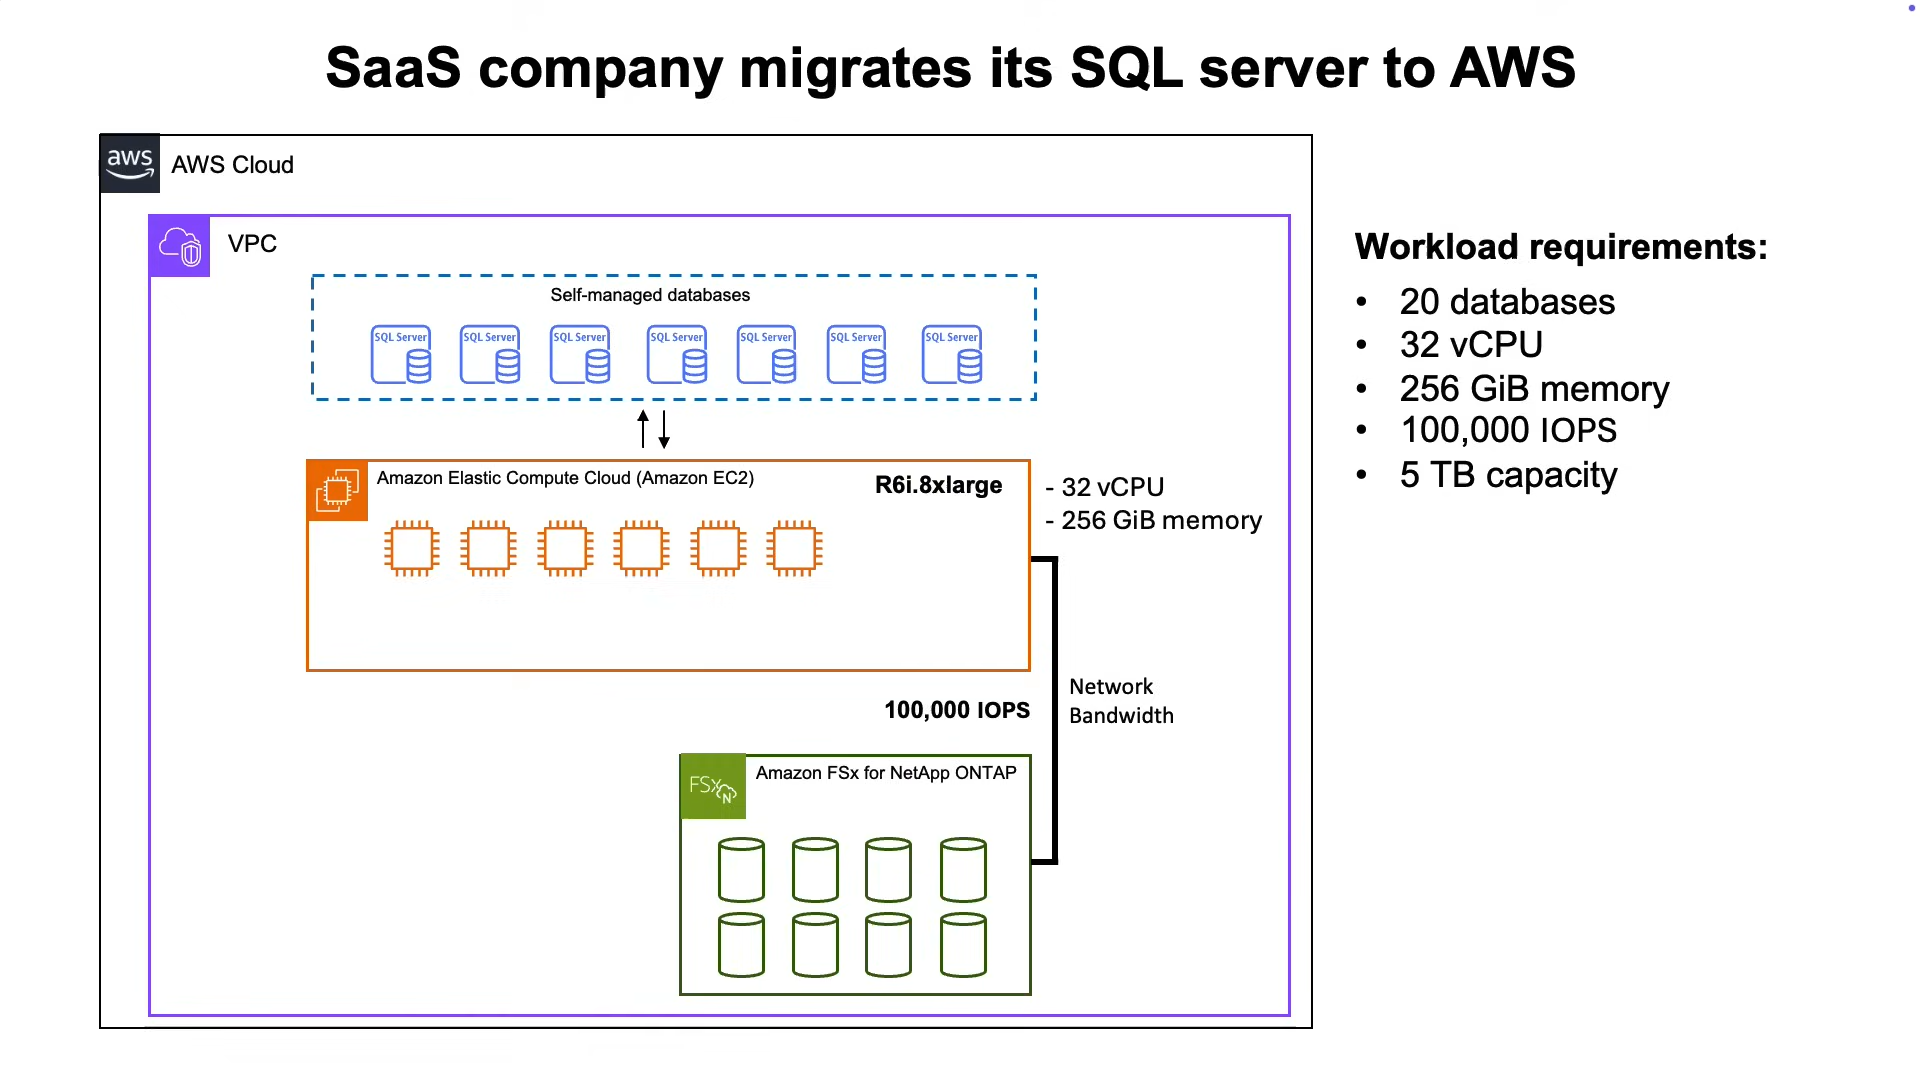 SaaS company migrates its SQL server to AWS
aws
AWS Cloud
VPC
Self-managed databases
SQL Server
SQL Server
SQL Server
SQL Server
SQL Server
SQL Server
SQL Server
Amazon Elastic Compute Cloud (Amazon EC2)
R6i.8xlarge
- 32 vCPU
- 256 GiB memory
100,000 IOPS
Network
Bandwidth
FSx
N
Amazon FSx for NetApp ONTAP
Workload requirements:
• 20 databases
• 32 vCPU
• 256 GiB memory
• 100,000 IOPS
• 5 TB capacity